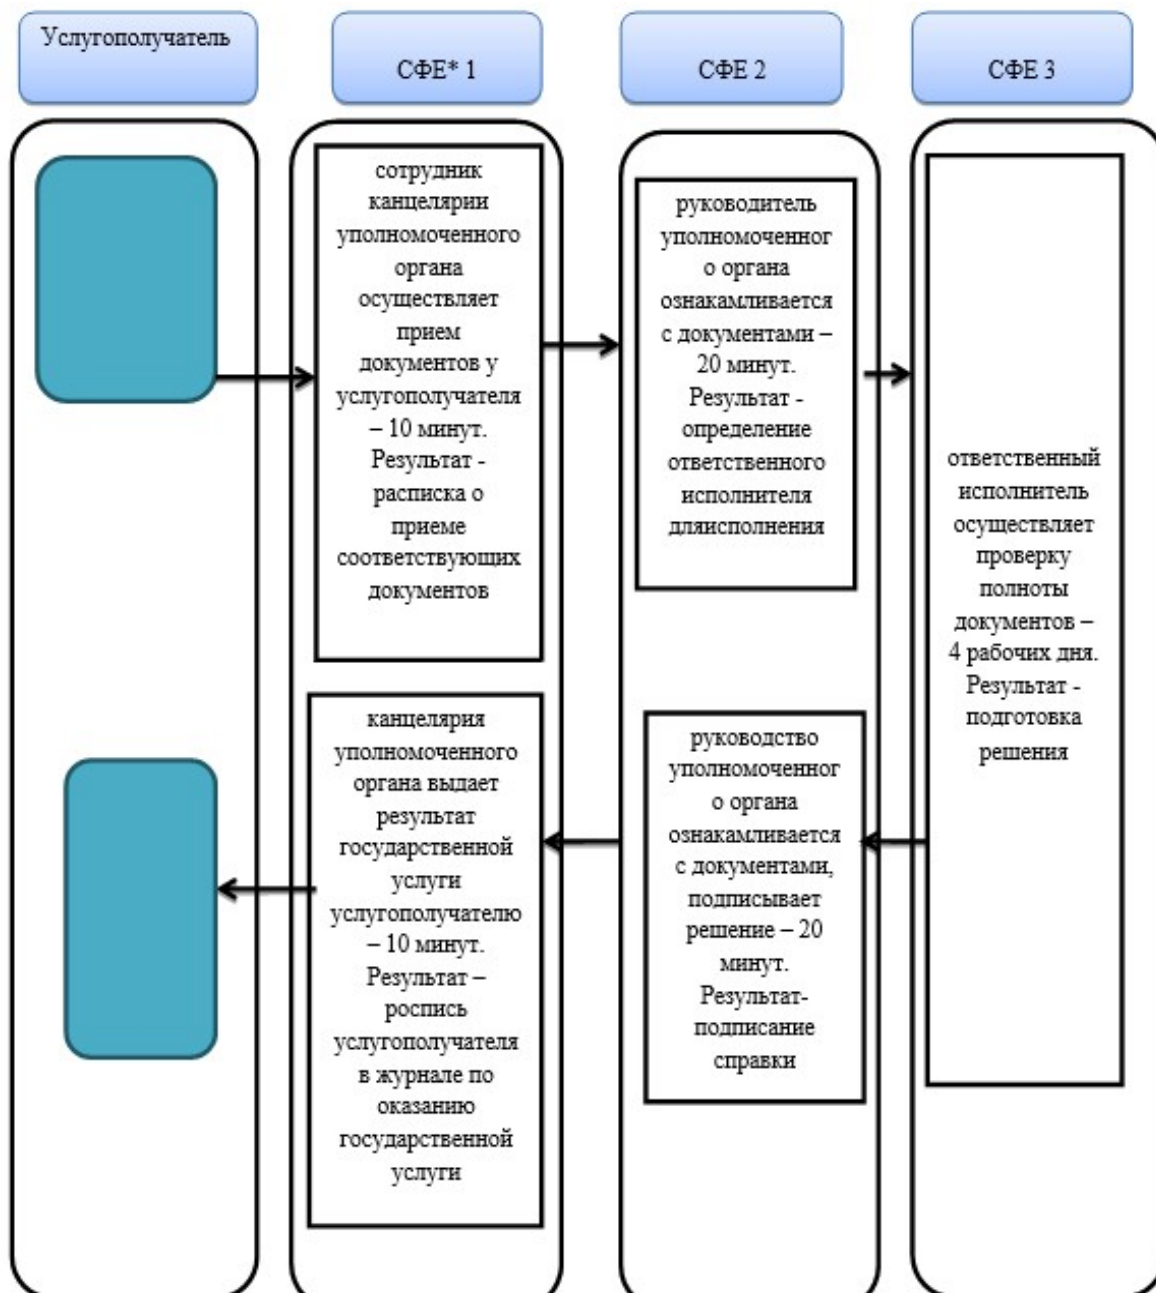 Услугополучатель
СФЕ* 1
СФЕ 2
СФЕ 3
сотрудник
канцелярии
уполномоченного
органа
осуществляет
прием
документов у
услугополучателя
– 10 минут.
Результат -
расписка о
приеме
соответствующих
документов
руководитель
уполномоченног
о органа
ознакамливается
с документами –
20 минут.
Результат -
определение
ответственного
исполнителя
дляисполнения
ответственный
исполнитель
осуществляет
проверку
полноты
документов –
4 рабочих дня.
Результат -
подготовка
решения
руководство
уполномоченног
о органа
ознакамливается
с документами,
подписывает
решение – 20
минут.
Результат-
подписание
справки
канцелярия
уполномоченного
органа выдает
результат
государственной
услуги
услугополучателю
– 10 минут.
Результат –
роспись
услугополучателя
в журнале по
оказанию
государственной
услуги